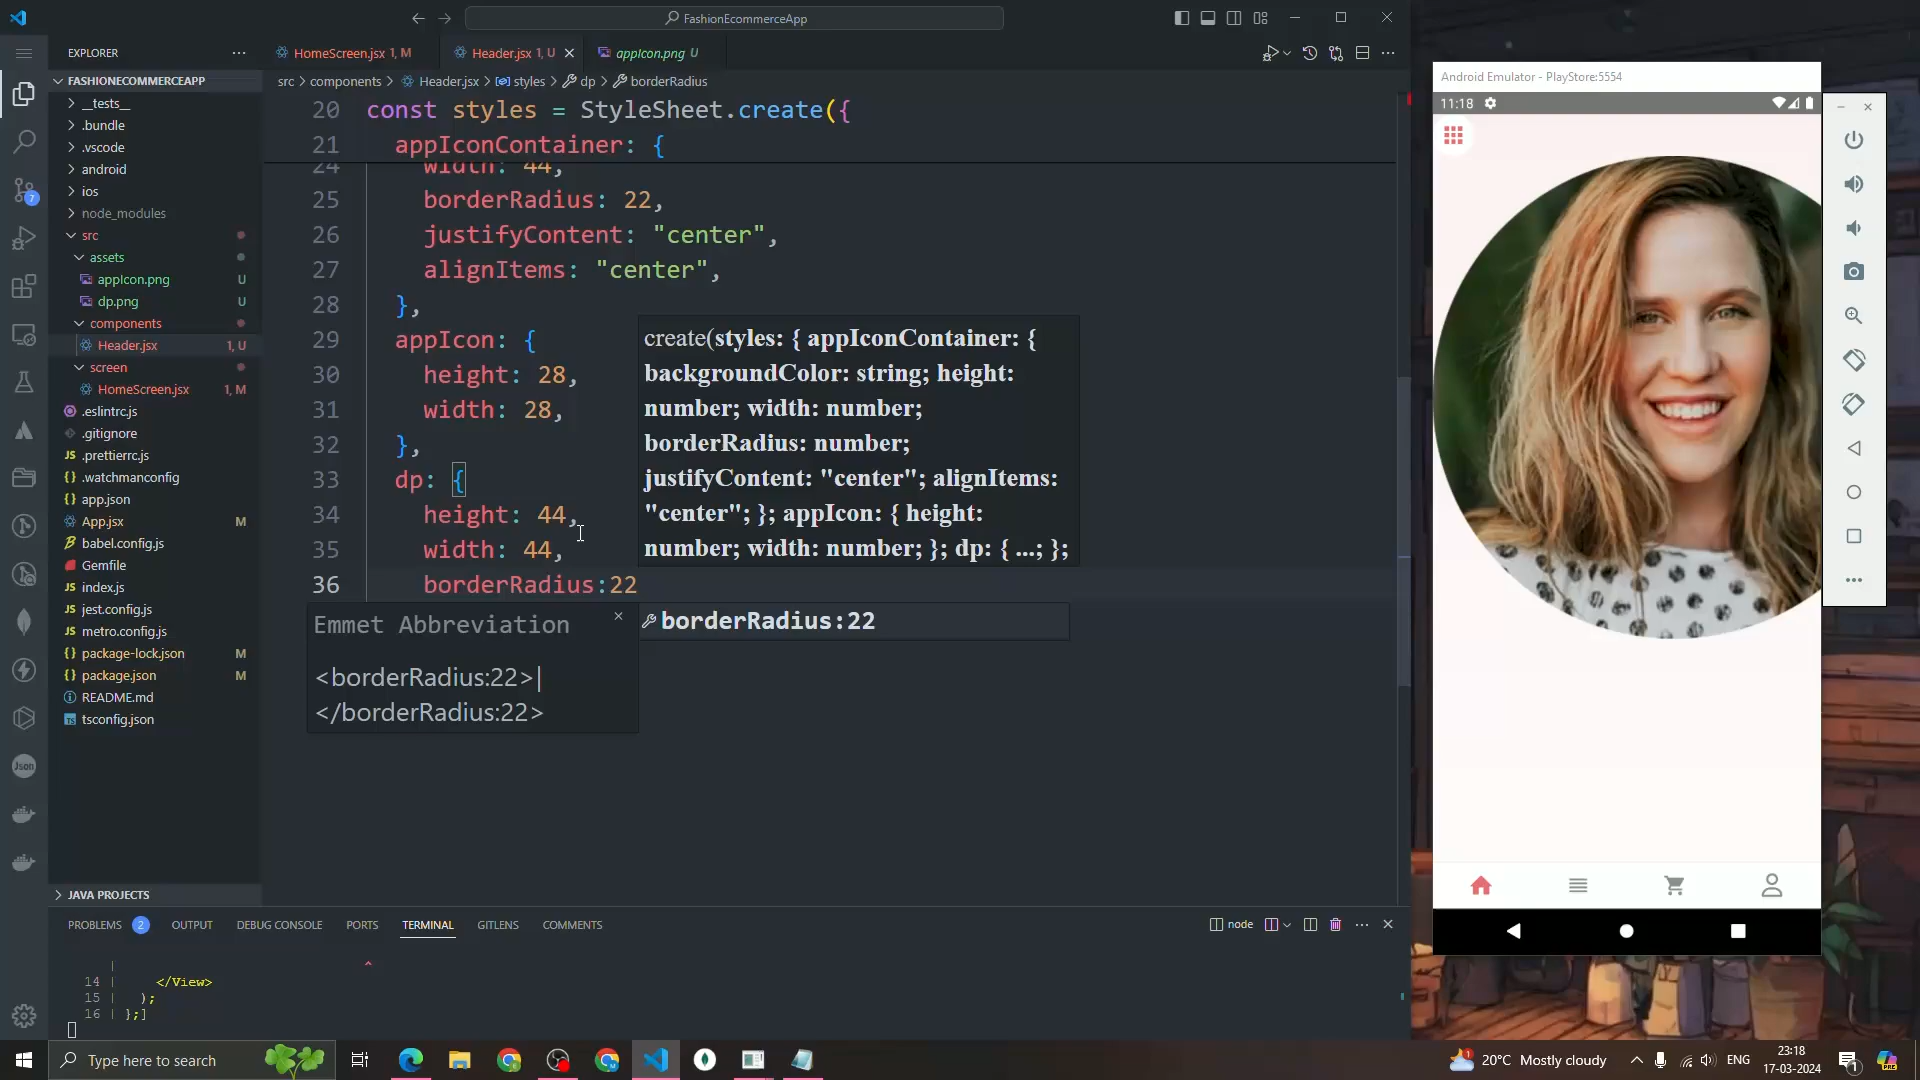 FashionEcommerceApp
EXPLORER
HomeScreen.jsx 1, M
Header.jsx 1, U
appIcon.png U
FASHIONECOMMERCEAPP
src > components > Header.jsx > styles > dp > borderRadius
__tests__
.bundle
.vscode
android
ios
node_modules
src
assets
appIcon.png U
dp.png U
components
Header.jsx 1, U
screen
HomeScreen.jsx 1, M
.eslintrc.js
.gitignore
.prettierrc.js
.watchmanconfig
app.json
App.jsx M
babel.config.js
Gemfile
index.js
jest.config.js
metro.config.js
package-lock.json M
package.json M
README.md
tsconfig.json
JAVA PROJECTS
20 const styles = StyleSheet.create({
21 appIconContainer: {
24 width: 44,
25 borderRadius: 22,
26 justifyContent: "center",
27 alignItems: "center",
28 },
29 appIcon: {
30 height: 28,
31 width: 28,
32 },
33 dp: {
34 height: 44,
35 width: 44,
36 borderRadius:22
create(styles: { appIconContainer: {
backgroundColor: string; height:
number; width: number;
borderRadius: number;
justifyContent: "center"; alignItems:
"center"; }; appIcon: { height:
number; width: number; }; dp: { ...; };
Emmet Abbreviation
<borderRadius:22>|
</borderRadius:22>
borderRadius:22
PROBLEMS 2 OUTPUT DEBUG CONSOLE PORTS TERMINAL GITLENS COMMENTS
node
| ^
14 | </View>
15 | );
16 | };]
Android Emulator - PlayStore:5554
11:18
7
Json
Type here to search
20°C Mostly cloudy
ENG
23:18
17-03-2024
1